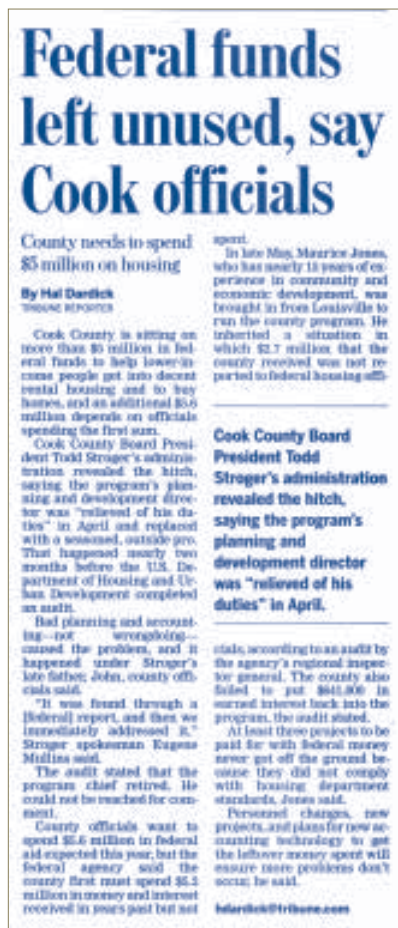 Federal funds
left unused, say
Cook officials
County needs to spend
$5 million on housing
By Hal Dardick
TRIBUNE REPORTER
Cook County is sitting on
more than $5 million in fed-
eral funds to help lower-in-
come people get into decent
rental housing and to buy
homes, and an additional $5.6
million depends on officials
spending the first sum.
Cook County Board Presi-
dent Todd Stroger's adminis-
tration revealed the hitch,
saying the program's plan-
ning and development direc-
tor was "relieved of his du-
ties" in April and replaced
with a seasoned, outside pro.
That happened nearly two
months before the U.S. De-
partment of Housing and Ur-
ban Development completed
an audit.
Bad planning and account-
ing—not wrongdoing—
caused the problem, and it
happened under Stroger's
late father, John, county offi-
cials said.
"It was found through a
[federal] report, and then we
immediately addressed it,"
Stroger spokesman Eugene
Mullins said.
The audit stated that the
program chief retired. He
could not be reached for com-
ment.
County officials want to
spend $5.6 million in federal
aid expected this year, but the
federal agency said the
county first must spend $5.2
million in money and interest
received in years past but not
spent.
In late May, Maurice Jones,
who has nearly 15 years of ex-
perience in community and
economic development, was
brought in from Louisville to
run the county program. He
inherited a situation in
which $2.7 million that the
county received was not re-
ported to federal housing offi-
Cook County Board
President Todd
Stroger's administration
revealed the hitch,
saying the program's
planning and
development director
was "relieved of his
duties" in April.
cials, according to an audit by
the agency's regional inspec-
tor general. The county also
failed to put in
earned interest back into the
program, the audit stated.
At least three projects to be
paid for with federal money
never got off the ground be-
cause they did not comply
with housing department
standards, Jones said.
Personnel changes, new
projects, and plans for new ac-
counting technology to get
the leftover money spent will
ensure more problems don't
occur, he said.
hdardick@tribune.com